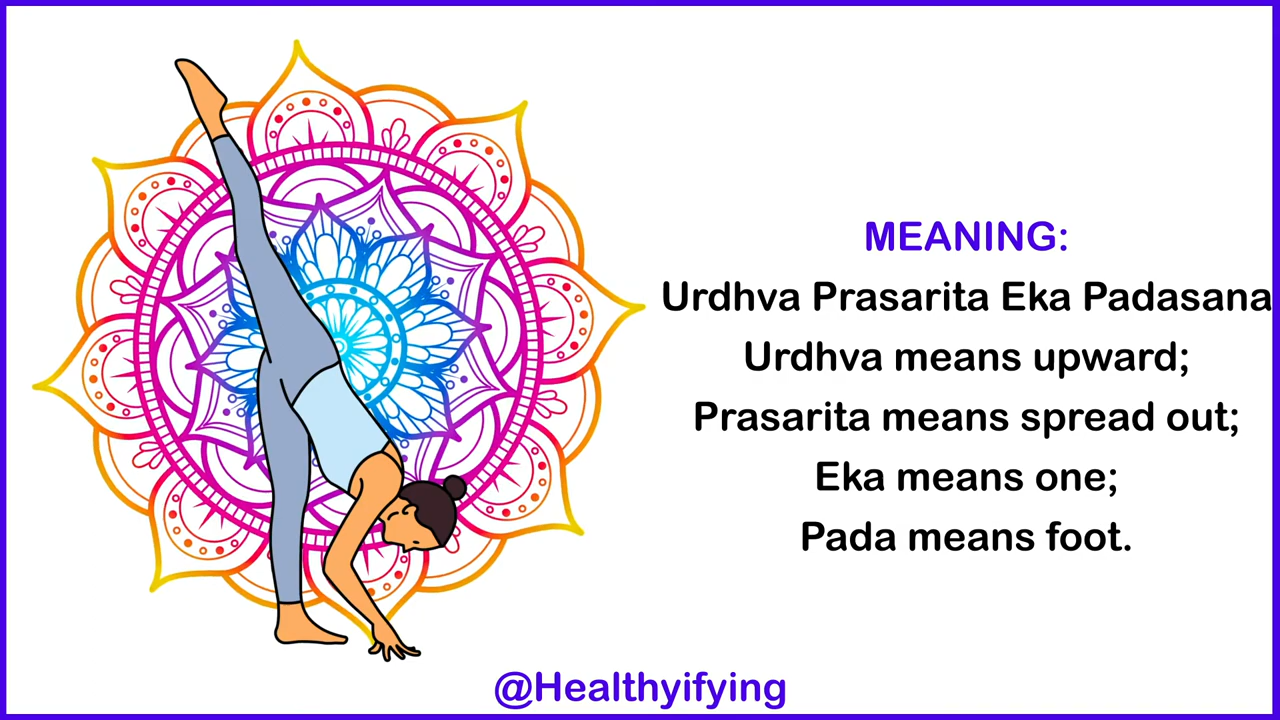 MEANING:
Urdhva Prasarita Eka Padasana
Urdhva means upward;
Prasarita means spread out;
Eka means one;
Pada means foot.
@Healthyifying